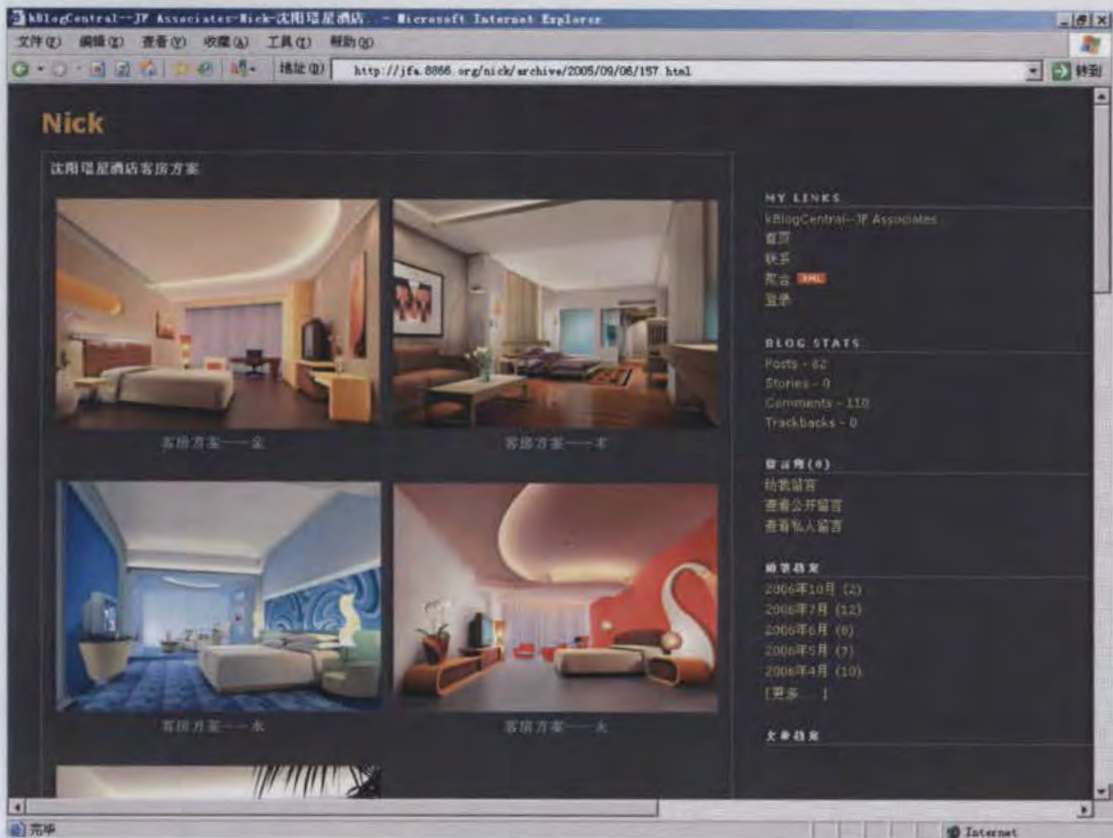 kBlogCentral--JF Associates-Nick-沈阳瑶星酒店.. - Microsoft Internet Explorer
文件(F) 编辑(E) 查看(V) 收藏(A) 工具(T) 帮助(H)
地址(D) http://jfa.8866.org/nick/archive/2005/09/06/157.html 转到
Nick
沈阳瑶星酒店客房方案
客房方案——金
客房方案——木
客房方案——水
客房方案——火
MY LINKS
kBlogCentral--JF Associates
首页
联系
聚合 XML
登录
BLOG STATS
Posts - 62
Stories - 0
Comments - 110
Trackbacks - 0
留言簿(0)
给我留言
查看公开留言
查看私人留言
随笔档案
2006年10月 (2)
2006年7月 (12)
2006年6月 (6)
2006年5月 (7)
2006年4月 (10)
[更多... ]
文章档案
完毕
Internet